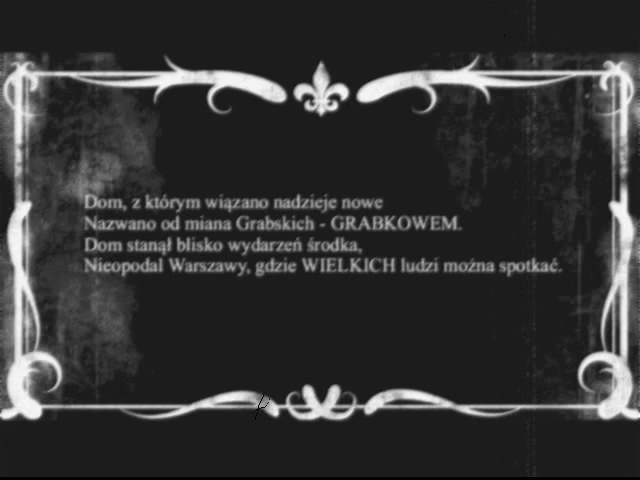 Dom, z którym wiązano nadzieje nowe
Nazwano od miana Grabskich - GRABKOWEM.
Dom stanął blisko wydarzeń środka,
Nieopodal Warszawy, gdzie WIELKICH ludzi można spotkać.